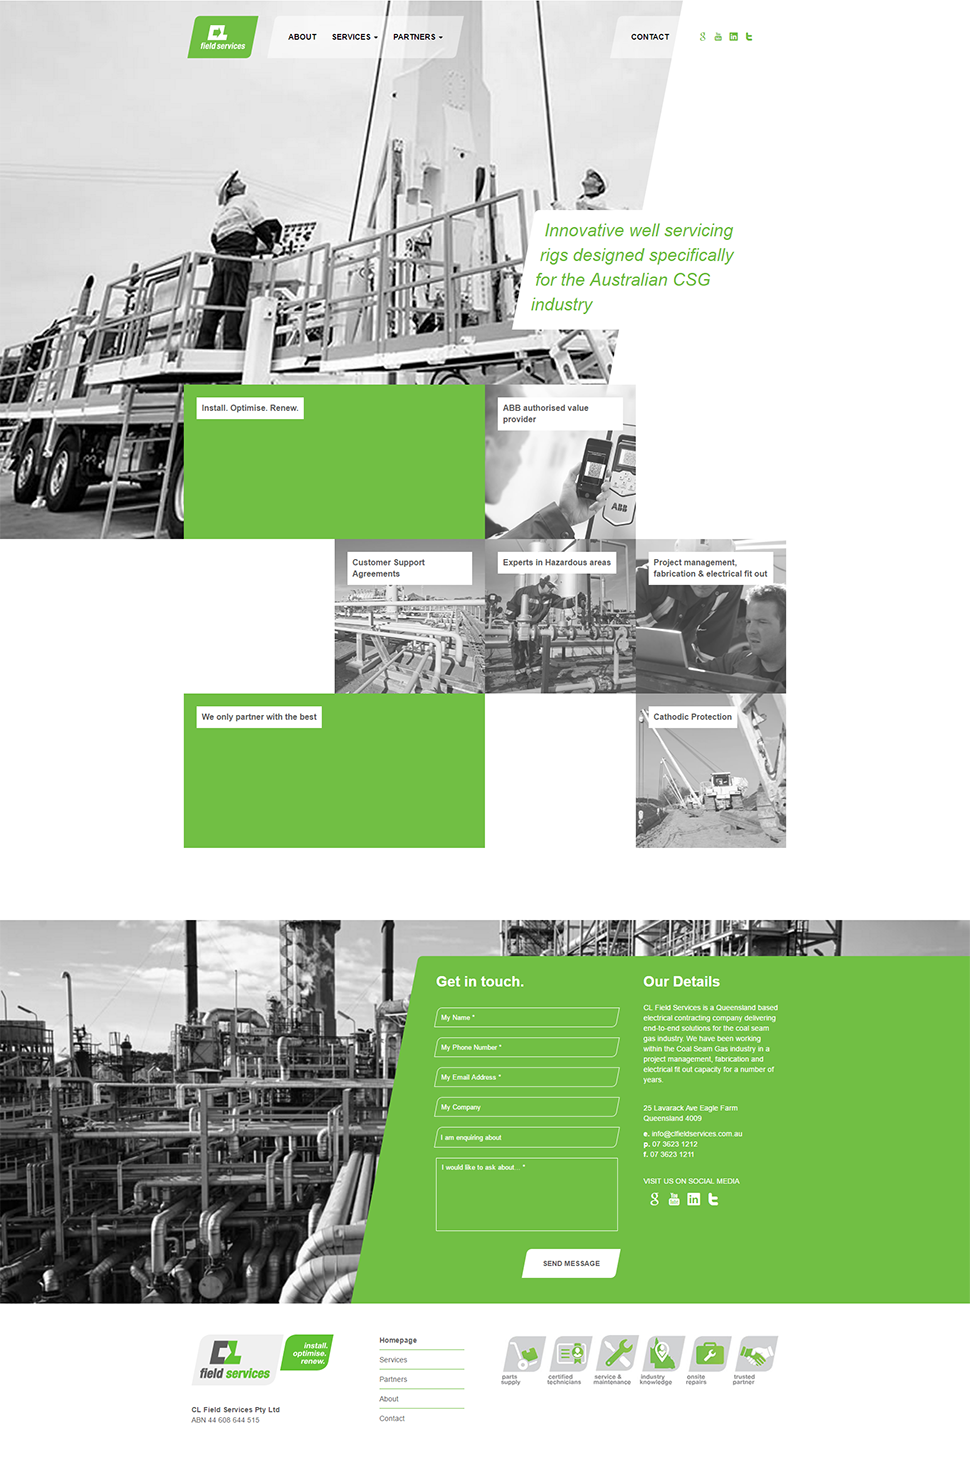 CL
field services
ABOUT SERVICES PARTNERS CONTACT
Innovative well servicing
rigs designed specifically
for the Australian CSG
industry
Install. Optimise. Renew.
ABB authorised value
provider
ABB
Customer Support
Agreements
Experts in Hazardous areas
Project management,
fabrication & electrical fit out
We only partner with the best
Cathodic Protection
Get in touch.
My Name *
My Phone Number *
My Email Address *
My Company
I am enquiring about
I would like to ask about... *
SEND MESSAGE
Our Details
CL Field Services is a Queensland based
electrical contracting company delivering
end-to-end solutions for the coal seam
gas industry. We have been working
within the Coal Seam Gas industry in a
project management, fabrication and
electrical fit out capacity for a number of
years.
25 Lavarack Ave Eagle Farm
Queensland 4009
e. info@clfieldservices.com.au
p. 07 3623 1212
f. 07 3623 1211
VISIT US ON SOCIAL MEDIA
CL
field services
install.
optimise.
renew.
CL Field Services Pty Ltd
ABN 44 608 644 515
Homepage
Services
Partners
About
Contact
parts
supply
certified
technicians
service &
maintenance
industry
knowledge
onsite
repairs
trusted
partner